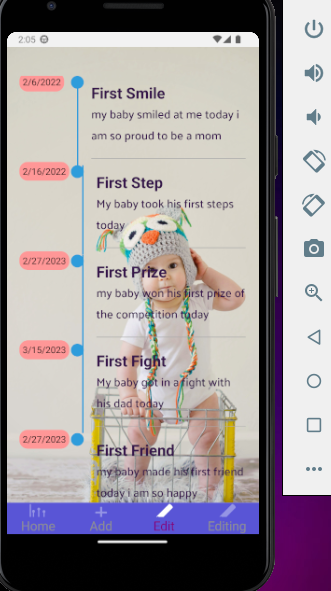 2:05
2/6/2022
First Smile
my baby smiled at me today i
am so proud to be a mom
2/16/2022
First Step
My baby took his first steps
today
2/27/2023
First Prize
my baby won his first prize of
the competition today
3/15/2023
First Fight
My baby got in a fight with
his dad today
2/27/2023
First Friend
my baby made his first friend
today i am so happy
Home Add Edit Editing